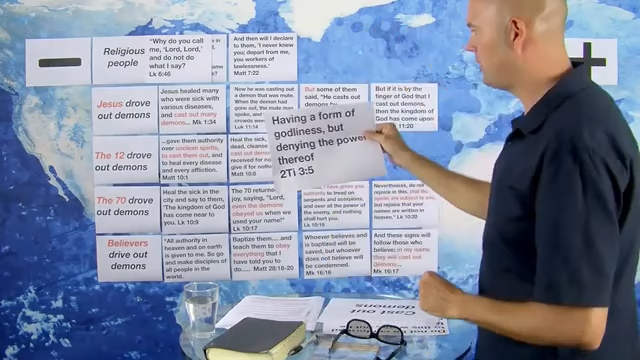 Religious
people
"Why do you call
me, 'Lord, Lord,'
and do not do
what I say?
Lk 6:46
And then will I declare
to them, 'I never
knew you; depart
from me, you
workers of
lawlessness.'
Matt 7:22
+
Jesus drove
out demons
Jesus healed many
who were sick with
various diseases,
and cast out many
demons... Mk 1:34
Now he was casting out
a demon that was mute.
When the demon had
gone out, the mute man
spoke, and
crowds were
Lk 11:14
But some of
them said, "He casts out
demons by
But if it is by the
finger of God that I
cast out demons,
then the kingdom of
God has come upon
11:20
Having a form of
godliness, but
denying the power
thereof
2Ti 3:5
The 12 drove
out demons
...gave them authority
over unclean spirits,
to cast them out, and
to heal every disease
and every affliction.
Matt 10:1
Heal the sick,
dead, cleanse
cast out demons
received for
give it for
Matt 10:8
The 70 drove
out demons
Heal the sick in the
city and say to them,
"The kingdom of God
has come near to
you. Lk 10:9
The 70 returned
joy, saying, "Lord,
even the demons
obeyed us when
we used your name!"
Lk 10:17
authority to tread on
serpents and scorpions,
and over all the power of
the enemy, and nothing
shall hurt you.
Lk 10:19
Nevertheless, do not
rejoice in this, that the
spirits are subject to you,
but rejoice that your
names are written in
heaven." Lk 10:20
Believers
drive out
demons
"All authority in
heaven and on earth
is given to me. So go
and make disciples of
all people in the
world.
Baptize them... and
teach them to obey
everything that I
have told you to
do...." Matt 28:18-20
Whoever believes and
is baptized will be
saved, but whoever
does not believe will
be condemned.
Mk 16:16
And these signs will
follow those who
believe: in my name
they will cast out
demons...
Mk 16:17
Cast out
demons